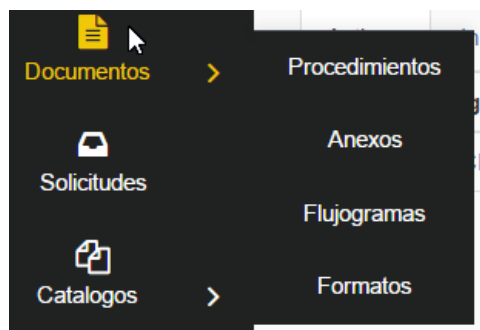 Documentos
Solicitudes
Catalogos
Procedimientos
Anexos
Flujogramas
Formatos